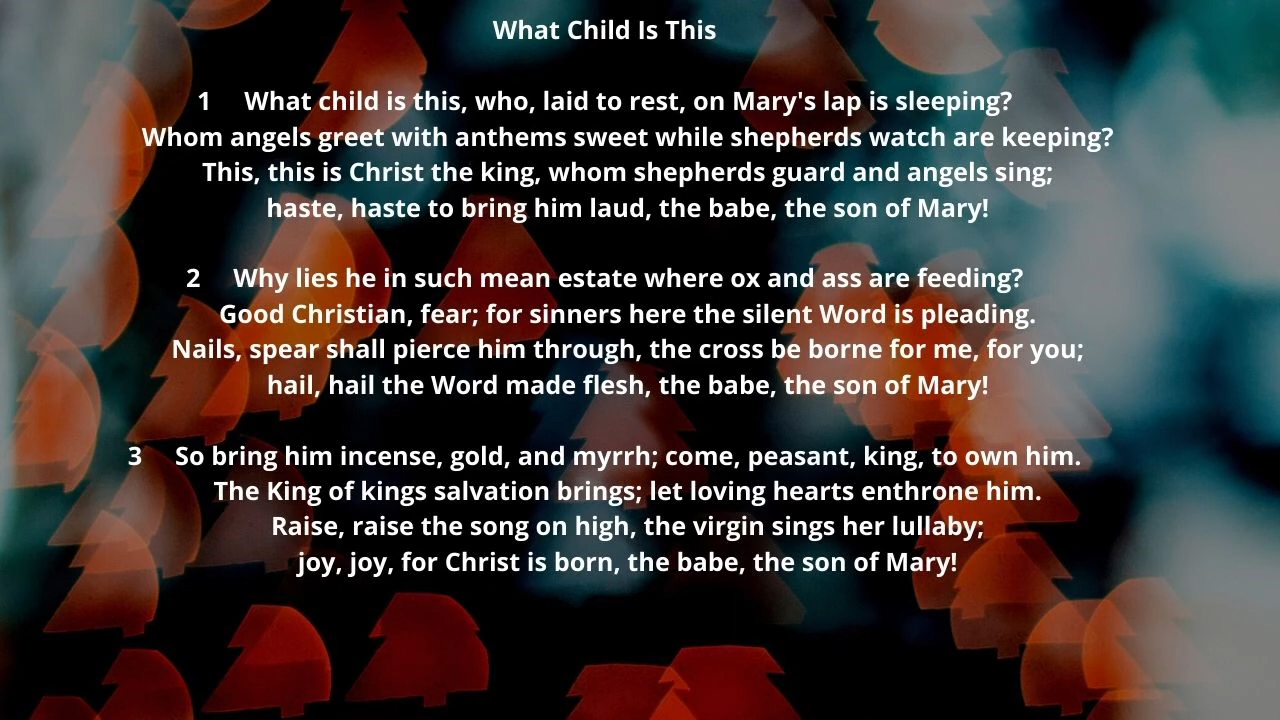 What Child Is This
1 What child is this, who, laid to rest, on Mary's lap is sleeping?
Whom angels greet with anthems sweet while shepherds watch are keeping?
This, this is Christ the king, whom shepherds guard and angels sing;
haste, haste to bring him laud, the babe, the son of Mary!
2 Why lies he in such mean estate where ox and ass are feeding?
Good Christian, fear; for sinners here the silent Word is pleading.
Nails, spear shall pierce him through, the cross be borne for me, for you;
hail, hail the Word made flesh, the babe, the son of Mary!
3 So bring him incense, gold, and myrrh; come, peasant, king, to own him.
The King of kings salvation brings; let loving hearts enthrone him.
Raise, raise the song on high, the virgin sings her lullaby;
joy, joy, for Christ is born, the babe, the son of Mary!